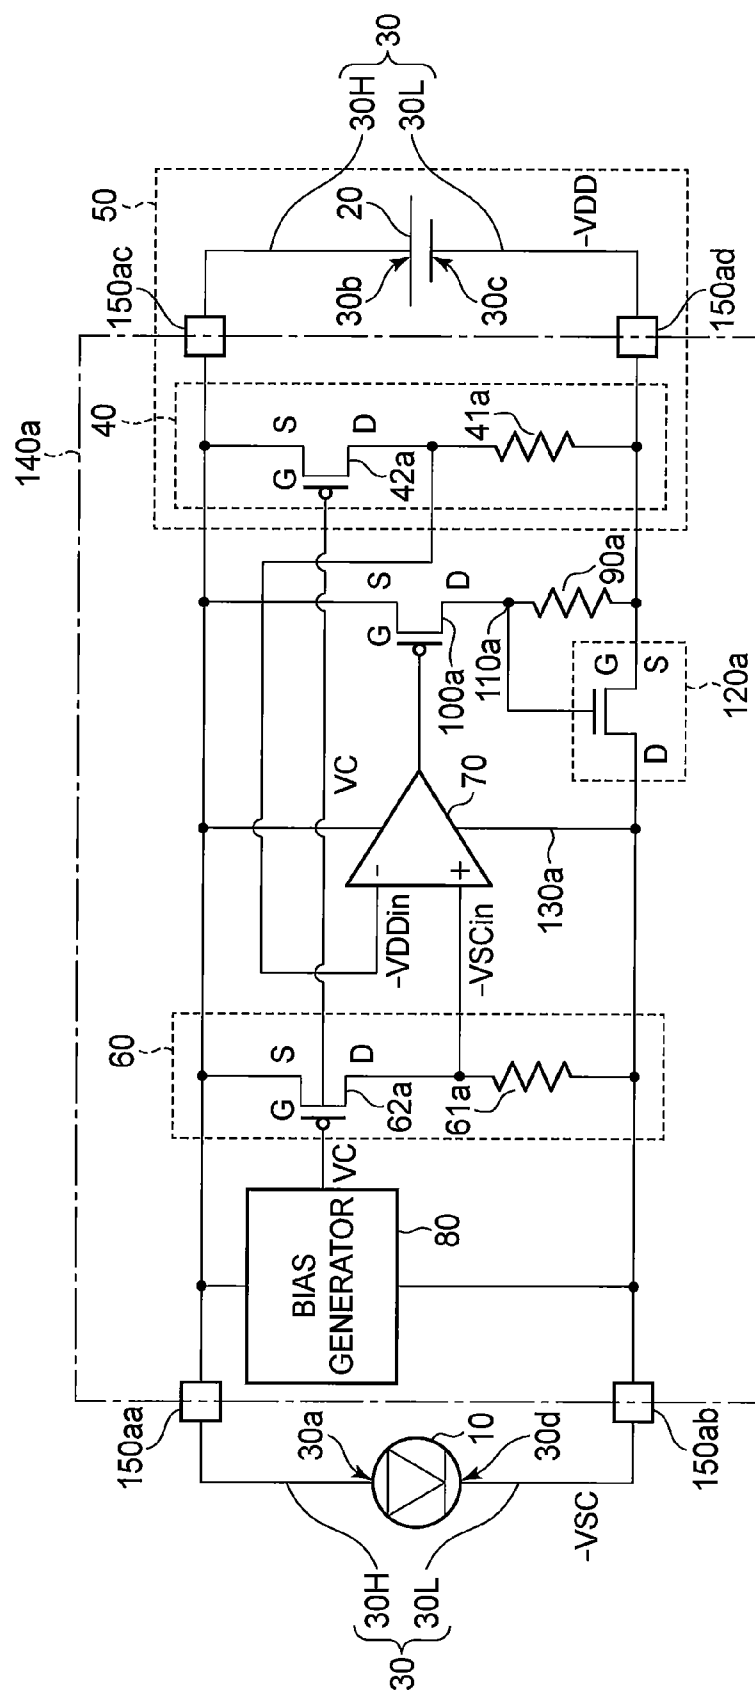 140a
50
150ac
30
30H
30L
40
S
G
D
42a
41a
30b
20
30c
-VDD
150ad
S
G
D
100a
110a
90a
G
S
D
120a
VC
70
130a
-
+
-VDDin
-VSCin
60
S
G
D
62a
61a
VC
BIAS
GENERATOR
80
150aa
30a
10
30d
150ab
-VSC
30H
30L
30